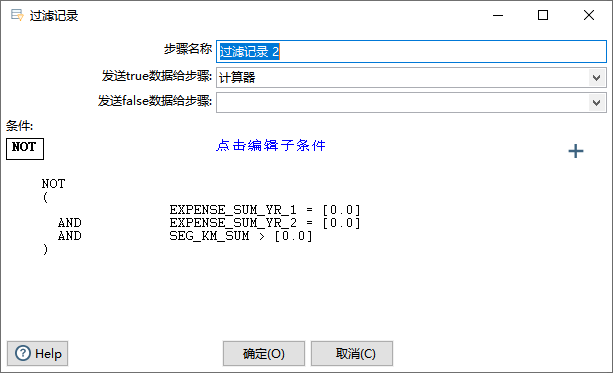 过滤记录
步骤名称 过滤记录 2
发送true数据给步骤: 计算器
发送false数据给步骤:
条件:
NOT 点击编辑子条件
NOT
(
EXPENSE_SUM_YR_1 = [0.0]
AND EXPENSE_SUM_YR_2 = [0.0]
AND SEG_KM_SUM > [0.0]
)
Help 确定(O) 取消(C)